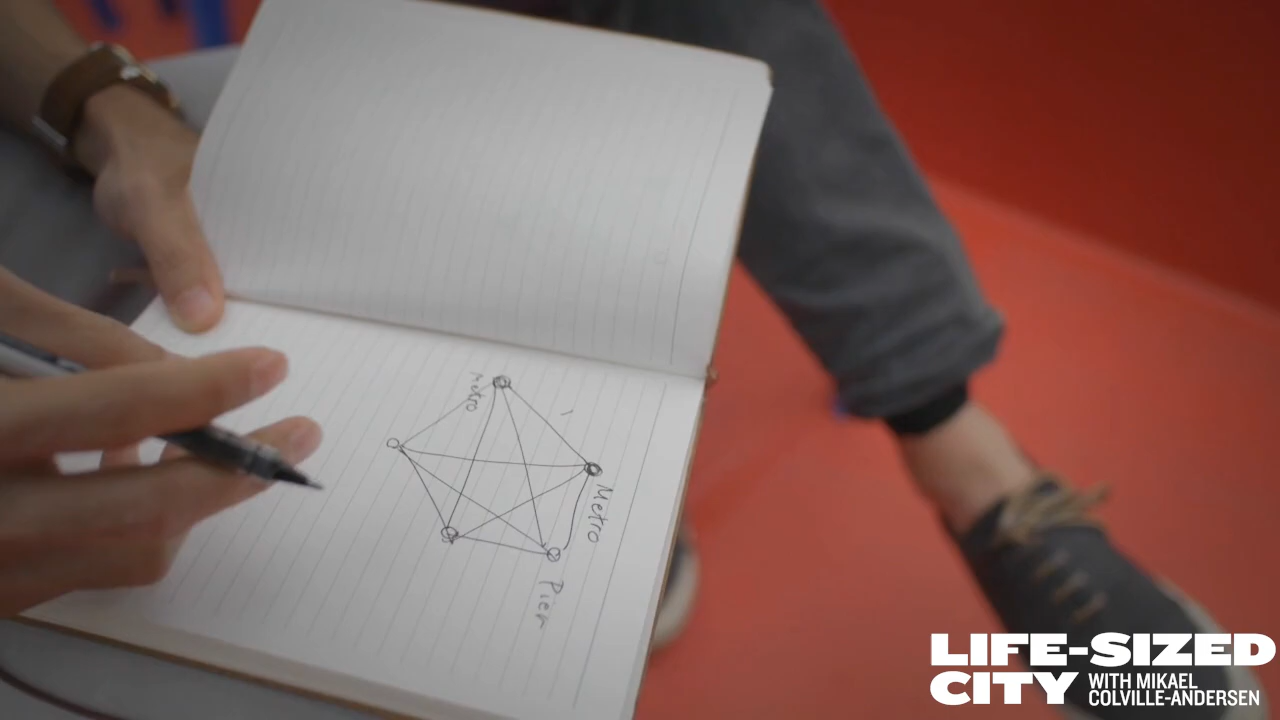 Metro
Metro
Pier
LIFE-SIZED
CITY WITH MIKAEL
COLVILLE-ANDERSEN